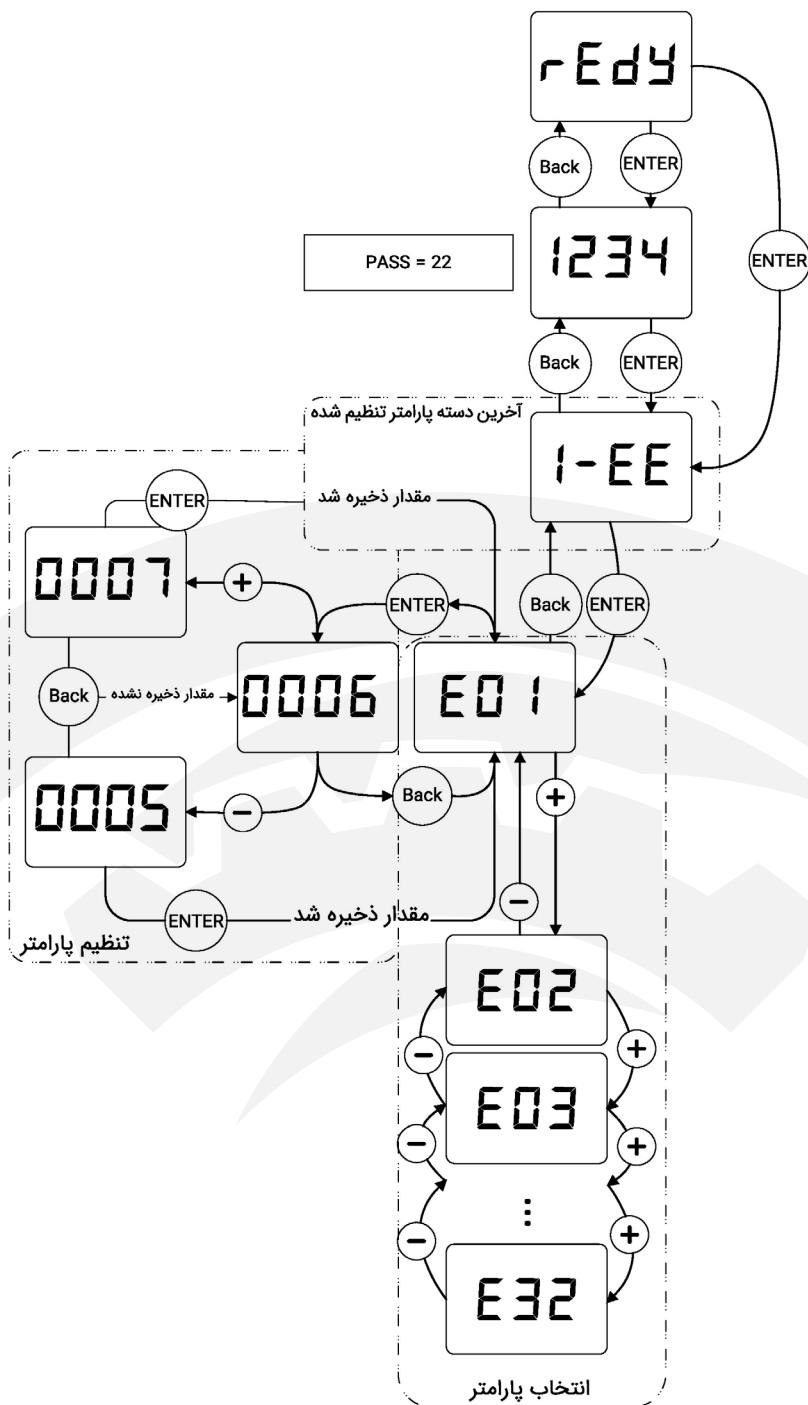 rEdy
Back
ENTER
1234
PASS = 22
ENTER
Back
ENTER
آخرین دسته پارامتر تنظیم شده
1-EE
ENTER
مقدار ذخیره شد
0007
+
ENTER
Back
ENTER
Back
مقدار ذخیره نشده
0006
E01
0005
-
Back
+
-
ENTER
مقدار ذخیره شد
تنظیم پارامتر
E02
-
+
E03
-
+
⋮
-
+
E32
انتخاب پارامتر